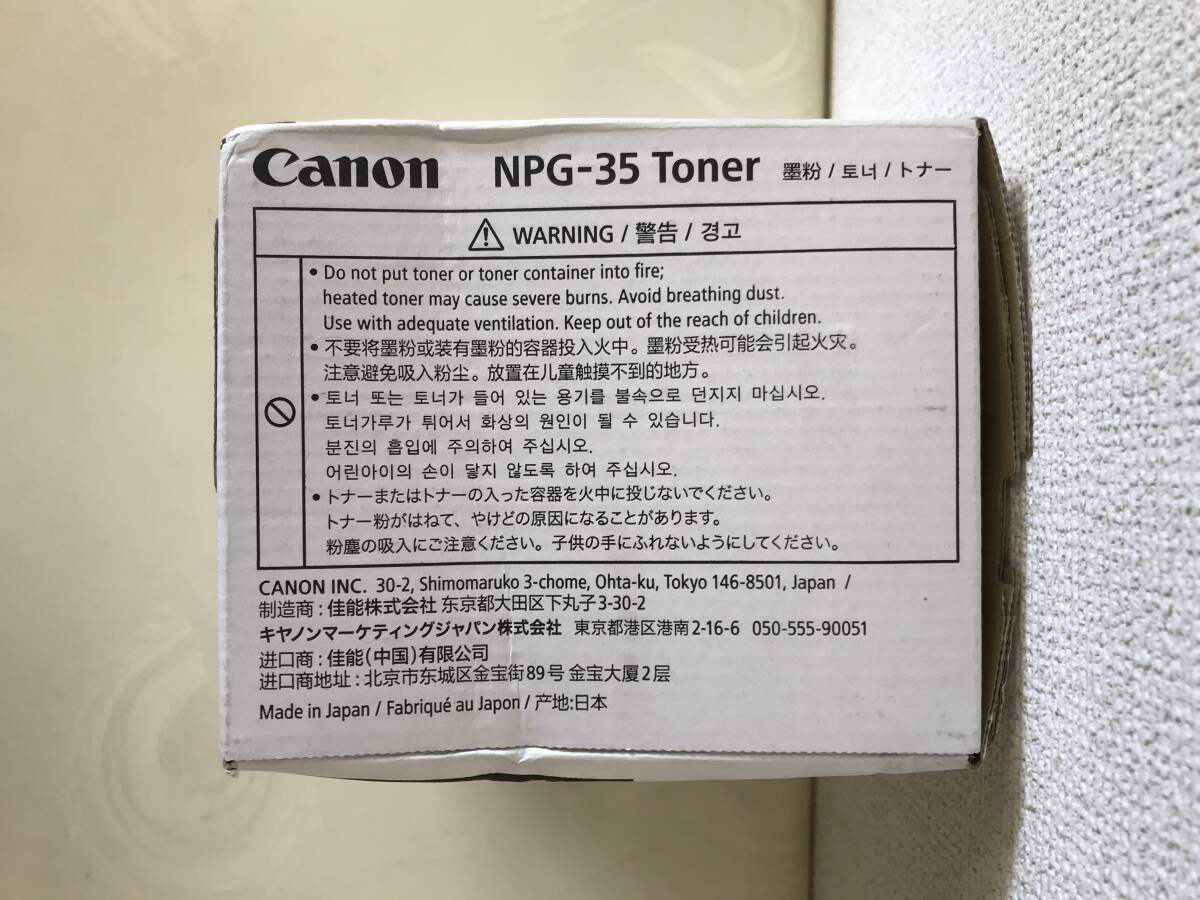 Canon NPG-35 Toner 墨粉 / 토너 / トナー
WARNING / 警告 / 경고
• Do not put toner or toner container into fire;
heated toner may cause severe burns. Avoid breathing dust.
Use with adequate ventilation. Keep out of the reach of children.
• 不要将墨粉或装有墨粉的容器投入火中。墨粉受热可能会引起火灾。
注意避免吸入粉尘。放置在儿童触摸不到的地方。
• 토너 또는 토너가 들어 있는 용기를 불속으로 던지지 마십시오.
토너가루가 튀어서 화상의 원인이 될 수 있습니다.
분진의 흡입에 주의하여 주십시오.
어린아이의 손이 닿지 않도록 하여 주십시오.
• トナーまたはトナーの入った容器を火中に投じないでください。
トナー粉がはねて、やけどの原因になることがあります。
粉塵の吸入にご注意ください。子供の手にふれないようにしてください。
CANON INC. 30-2, Shimomaruko 3-chome, Ohta-ku, Tokyo 146-8501, Japan /
制造商 : 佳能株式会社 东京都大田区下丸子3-30-2
キヤノンマーケティングジャパン株式会社 東京都港区港南2-16-6 050-555-90051
进口商 : 佳能(中国)有限公司
进口商地址 : 北京市东城区金宝街89号 金宝大厦2层
Made in Japan / Fabriqué au Japon / 产地:日本